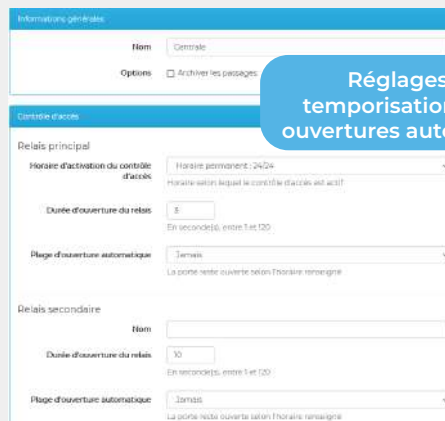 Informations générales
Nom
Centrale
Options
Archiver les passages
Réglages
temporisation
ouvertures auto
Contrôle d'accès
Relais principal
Horaire d'activation du contrôle
d'accès
Horaire permanent : 24/24
Horaire selon lequel le contrôle d'accès est actif
Durée d'ouverture du relais
5
En seconde(s), entre 1 et 120
Plage d'ouverture automatique
Jamais
La porte reste ouverte selon l'horaire renseigné
Relais secondaire
Nom
Durée d'ouverture du relais
10
En seconde(s), entre 1 et 120
Plage d'ouverture automatique
Jamais
La porte reste ouverte selon l'horaire renseigné